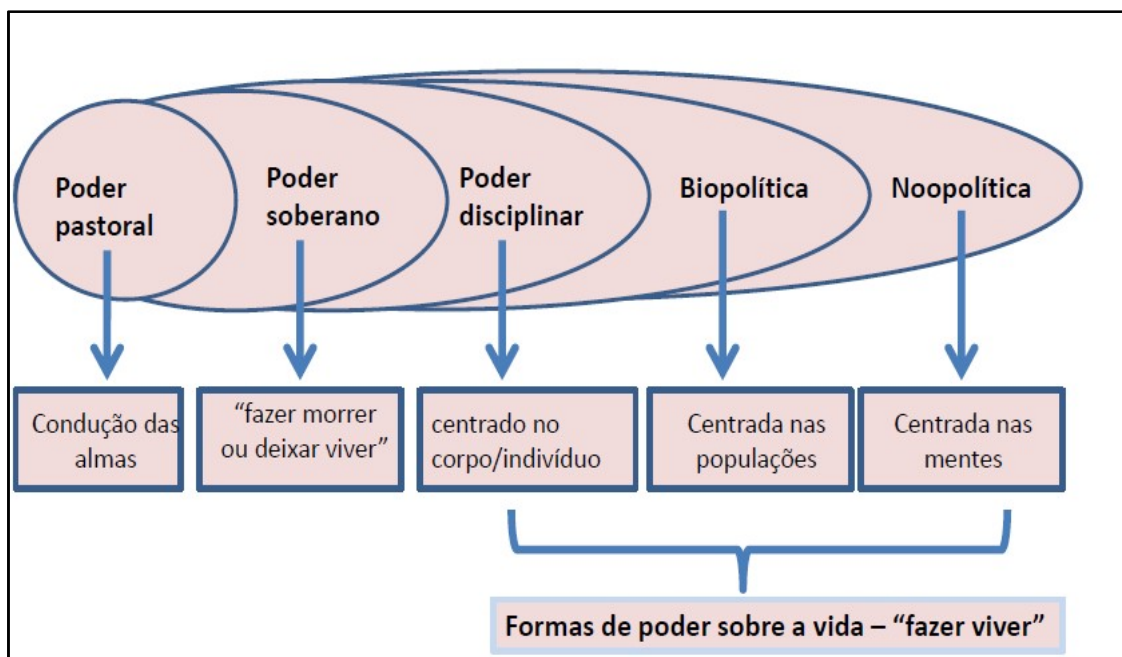 Poder
pastoral
Poder
soberano
Poder
disciplinar
Biopolítica
Noopolítica
Condução das
almas
“fazer morrer
ou deixar viver”
centrado no
corpo/indivíduo
Centrada nas
populações
Centrada nas
mentes
Formas de poder sobre a vida – “fazer viver”